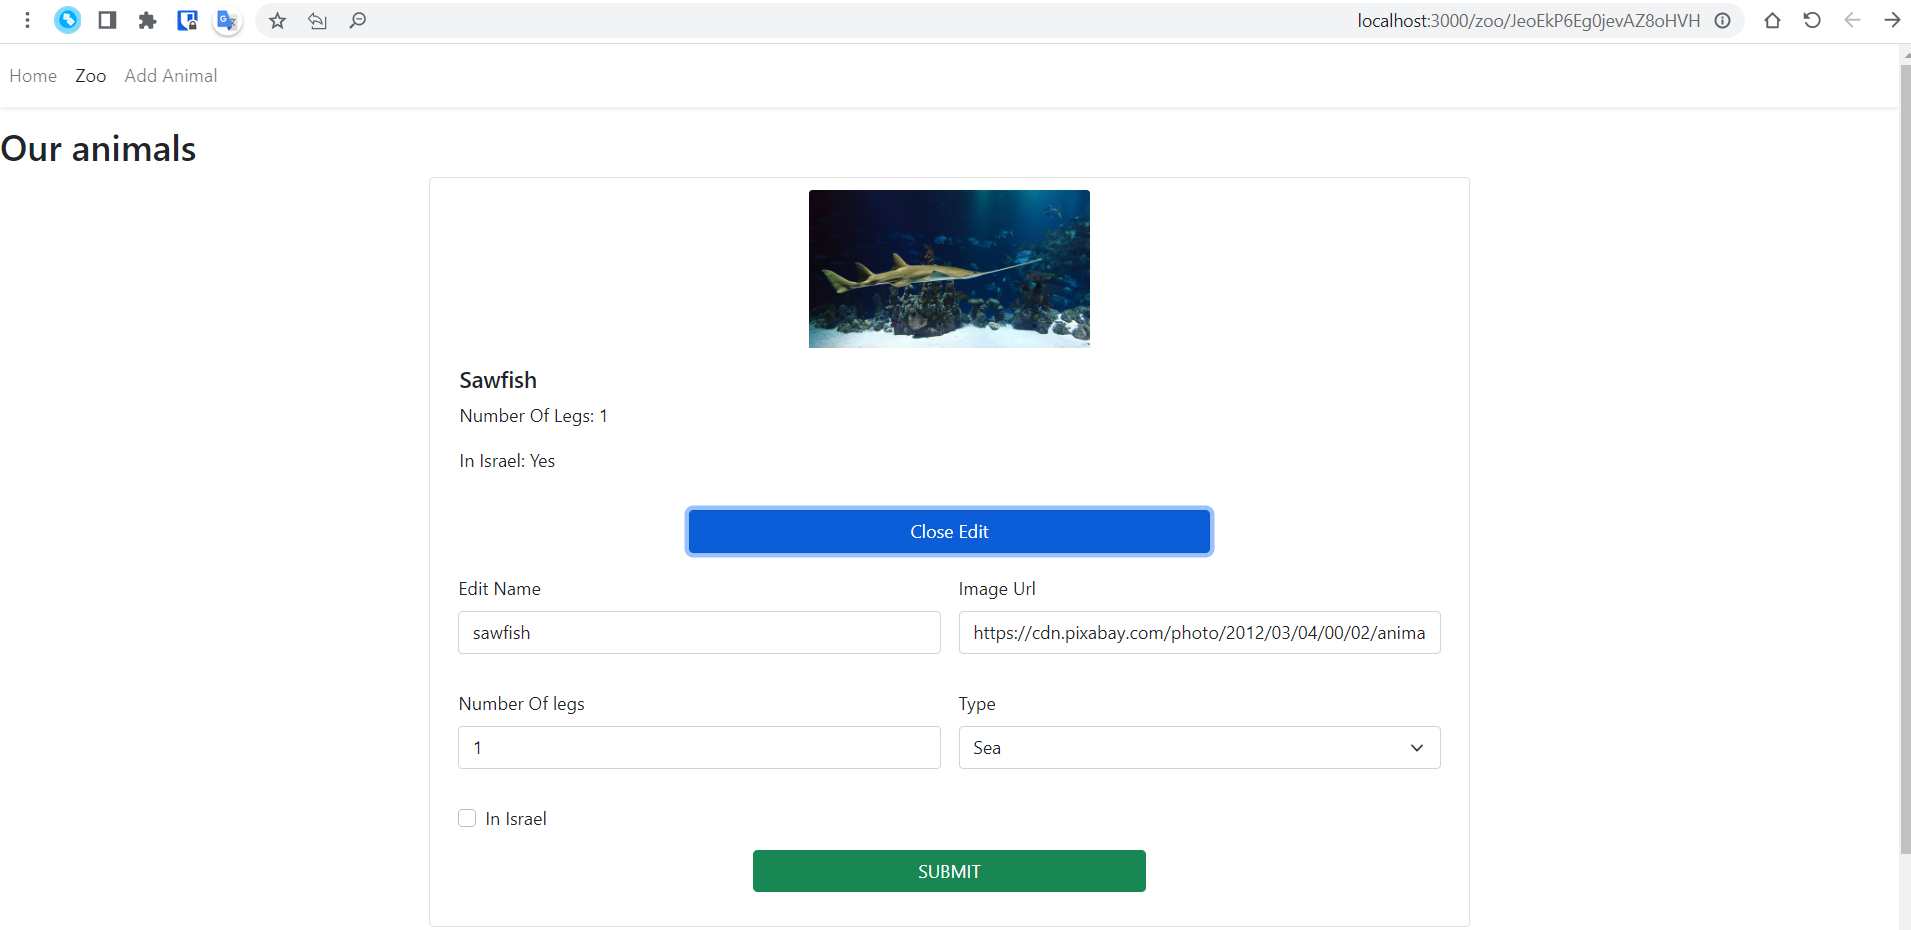 localhost:3000/zoo/JeoEkP6Eg0jevAZ8oHVH
Home Zoo Add Animal
Our animals
Sawfish
Number Of Legs: 1
In Israel: Yes
Close Edit
Edit Name Image Url
sawfish https://cdn.pixabay.com/photo/2012/03/04/00/02/anima
Number Of legs Type
1 Sea
In Israel
SUBMIT